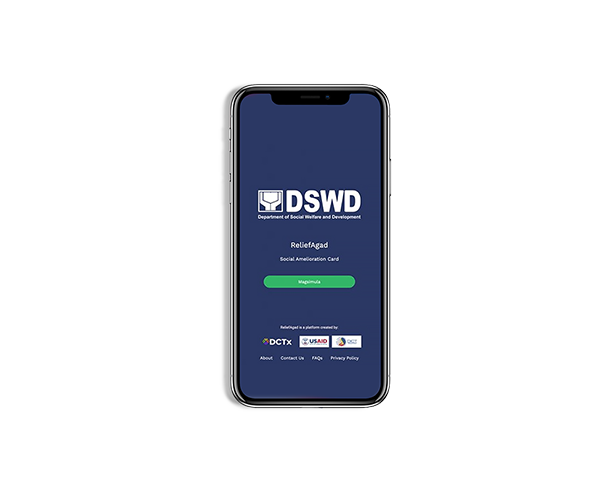 DSWD
Department of Social Welfare and Development
ReliefAgad
Social Amelioration Card
Magsimula
ReliefAgad is a platform created by
DCTx USAID
About Contact Us FAQs Privacy Policy